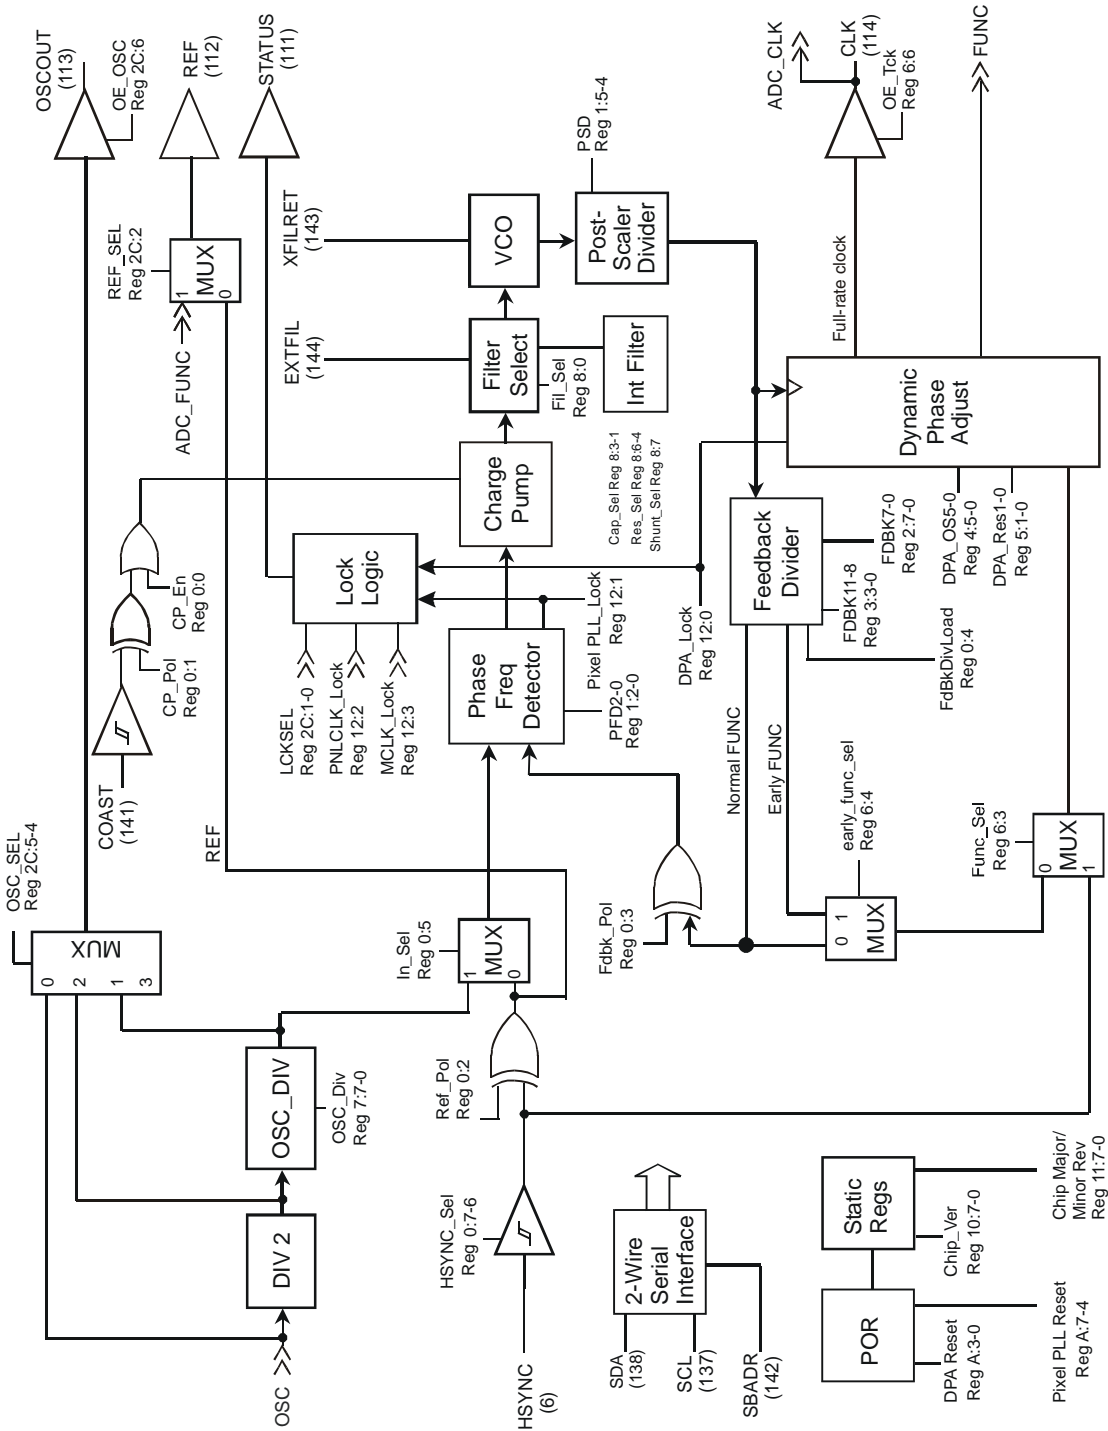 OSCOUT
(113)
OE_OSC
Reg 2C:6
REF
(112)
STATUS
(111)
REF_SEL
Reg 2C:2
MUX
1
0
ADC_FUNC
XFILRET
(143)
EXTFIL
(144)
VCO
Post-
Scaler
Divider
PSD
Reg 1:5-4
Filter
Select
Fil_Sel
Reg 8:0
Int Filter
Charge
Pump
Cap_Sel Reg 8:3-1
Res_Sel Reg 8:6-4
Shunt_Sel Reg 8:7
ADC_CLK
CLK
(114)
OE_Tck
Reg 6:6
FUNC
Full-rate clock
Dynamic
Phase
Adjust
DPA_OS5-0
Reg 4:5-0
DPA_Res1-0
Reg 5:1-0
Feedback
Divider
FDBK7-0
Reg 2:7-0
FDBK11-8
Reg 3:3-0
FdBkDivLoad
Reg 0:4
CP_En
Reg 0:0
CP_Pol
Reg 0:1
COAST
(141)
Lock
Logic
LCKSEL
Reg 2C:1-0
PNLCLK_Lock
Reg 12:2
MCLK_Lock
Reg 12:3
Pixel PLL_Lock
Reg 12:1
DPA_Lock
Reg 12:0
Phase
Freq
Detector
PFD2-0
Reg 1:2-0
Normal FUNC
Early FUNC
early_func_sel
Reg 6:4
0 1
MUX
Func_Sel
Reg 6:3
0
MUX
1
Fdbk_Pol
Reg 0:3
REF
In_Sel
Reg 0:5
1
MUX
0
OSC_SEL
Reg 2C:5-4
MUX
0
2
1
3
OSC_DIV
OSC_Div
Reg 7:7-0
DIV 2
OSC
Ref_Pol
Reg 0:2
HSYNC_Sel
Reg 0:7-6
HSYNC
(6)
2-Wire
Serial
Interface
SDA
(138)
SCL
(137)
SBADR
(142)
Static
Regs
Chip_Ver
Reg 10:7-0
Chip Major/
Minor Rev
Reg 11:7-0
POR
DPA Reset
Reg A:3-0
Pixel PLL Reset
Reg A:7-4